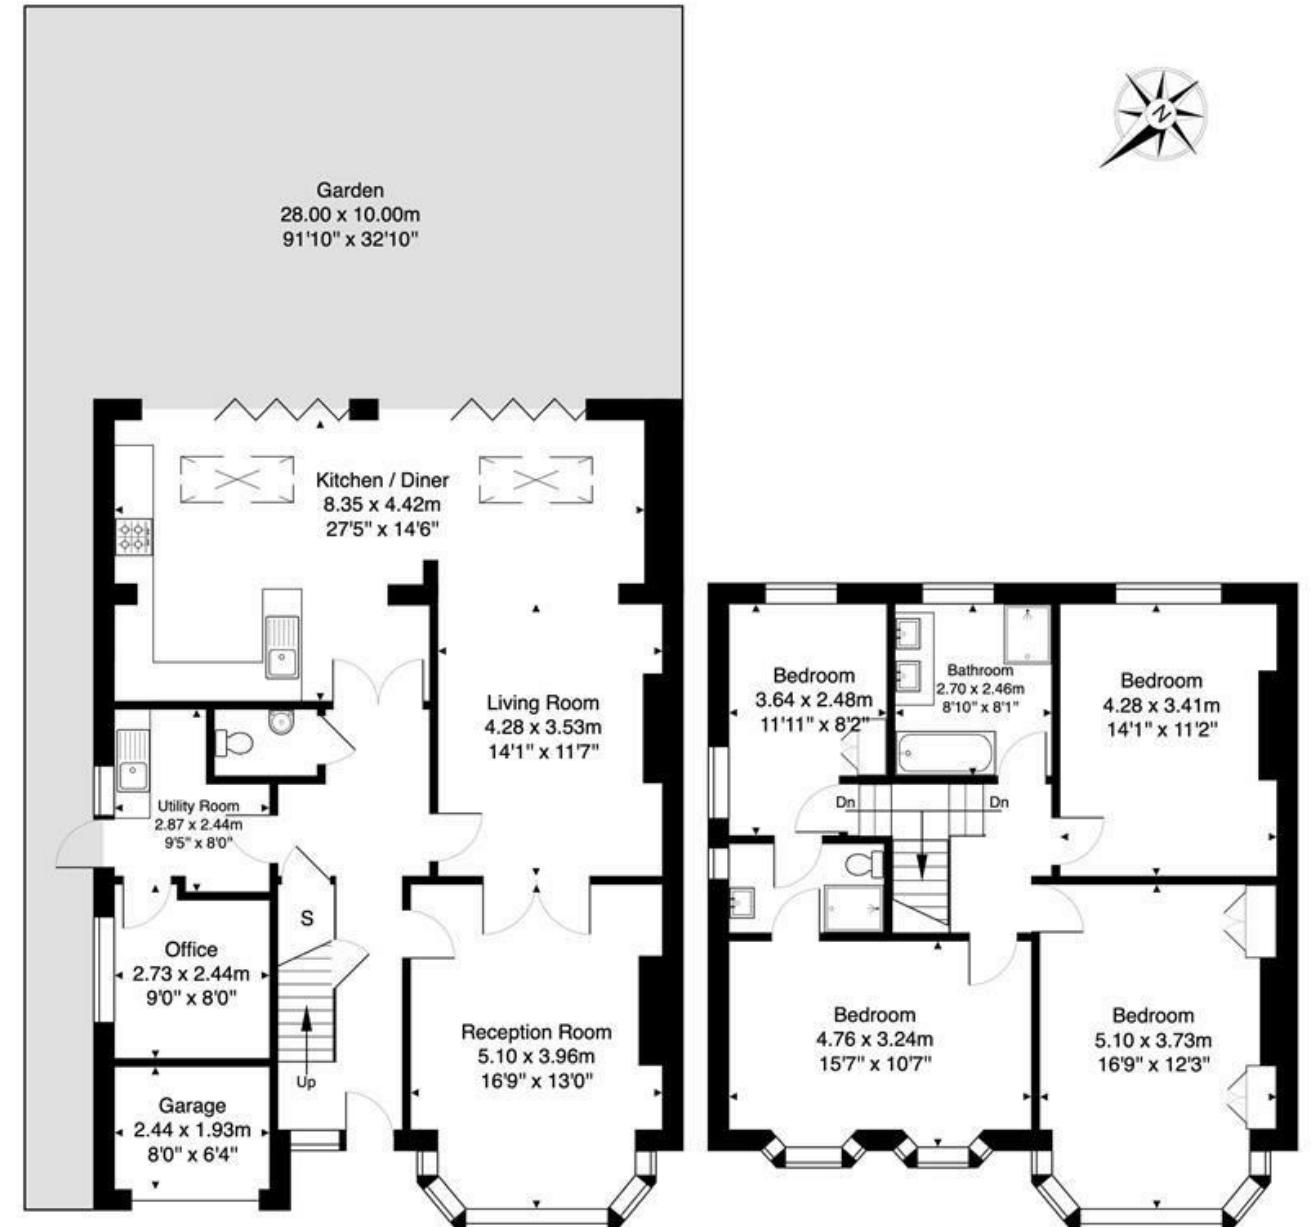 Garden
28.00 x 10.00m
91'10" x 32'10"
N
Kitchen / Diner
8.35 x 4.42m
27'5" x 14'6"
Living Room
4.28 x 3.53m
14'1" x 11'7"
Utility Room
2.87 x 2.44m
9'5" x 8'0"
S
Office
2.73 x 2.44m
9'0" x 8'0"
Up
Reception Room
5.10 x 3.96m
16'9" x 13'0"
Garage
2.44 x 1.93m
8'0" x 6'4"
Bedroom
3.64 x 2.48m
11'11" x 8'2"
Bathroom
2.70 x 2.46m
8'10" x 8'1"
Bedroom
4.28 x 3.41m
14'1" x 11'2"
Dn
Dn
Bedroom
4.76 x 3.24m
15'7" x 10'7"
Bedroom
5.10 x 3.73m
16'9" x 12'3"